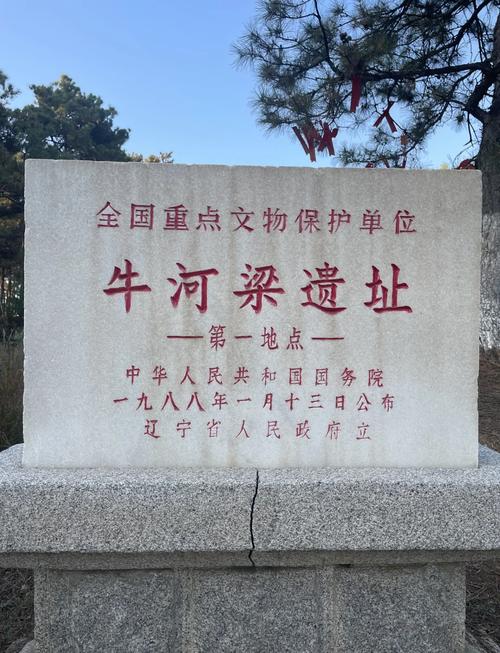 全国重点文物保护单位
牛河梁遗址
—第一地点—
中华人民共和国国务院
一九八八年一月十三日公布
辽宁省人民政府立